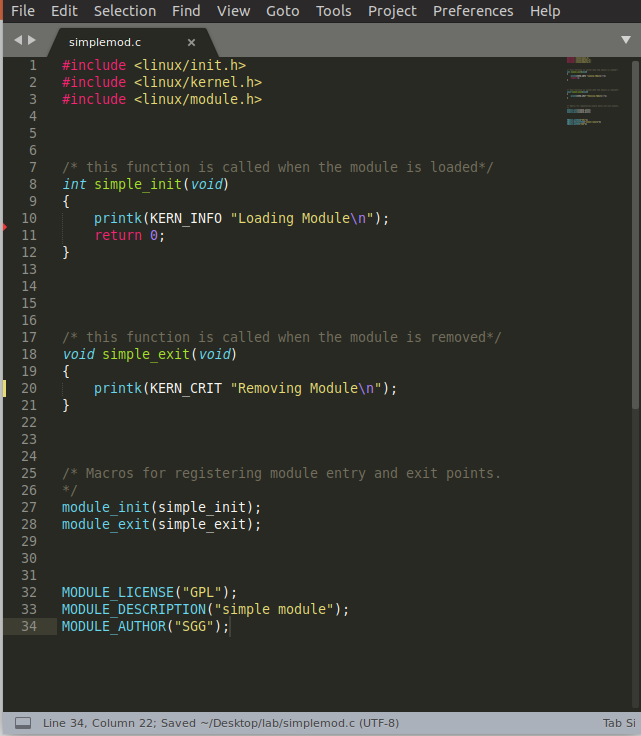 File Edit Selection Find View Goto Tools Project Preferences Help
simplemod.c ×
1 #include <linux/init.h>
2 #include <linux/kernel.h>
3 #include <linux/module.h>
4
5
6
7 /* this function is called when the module is loaded*/
8 int simple_init(void)
9 {
10 printk(KERN_INFO "Loading Module\n");
11 return 0;
12 }
13
14
15
16
17 /* this function is called when the module is removed*/
18 void simple_exit(void)
19 {
20 printk(KERN_CRIT "Removing Module\n");
21 }
22
23
24
25 /* Macros for registering module entry and exit points.
26 */
27 module_init(simple_init);
28 module_exit(simple_exit);
29
30
31
32 MODULE_LICENSE("GPL");
33 MODULE_DESCRIPTION("simple module");
34 MODULE_AUTHOR("SGG");
Line 34, Column 22; Saved ~/Desktop/lab/simplemod.c (UTF-8) Tab Si